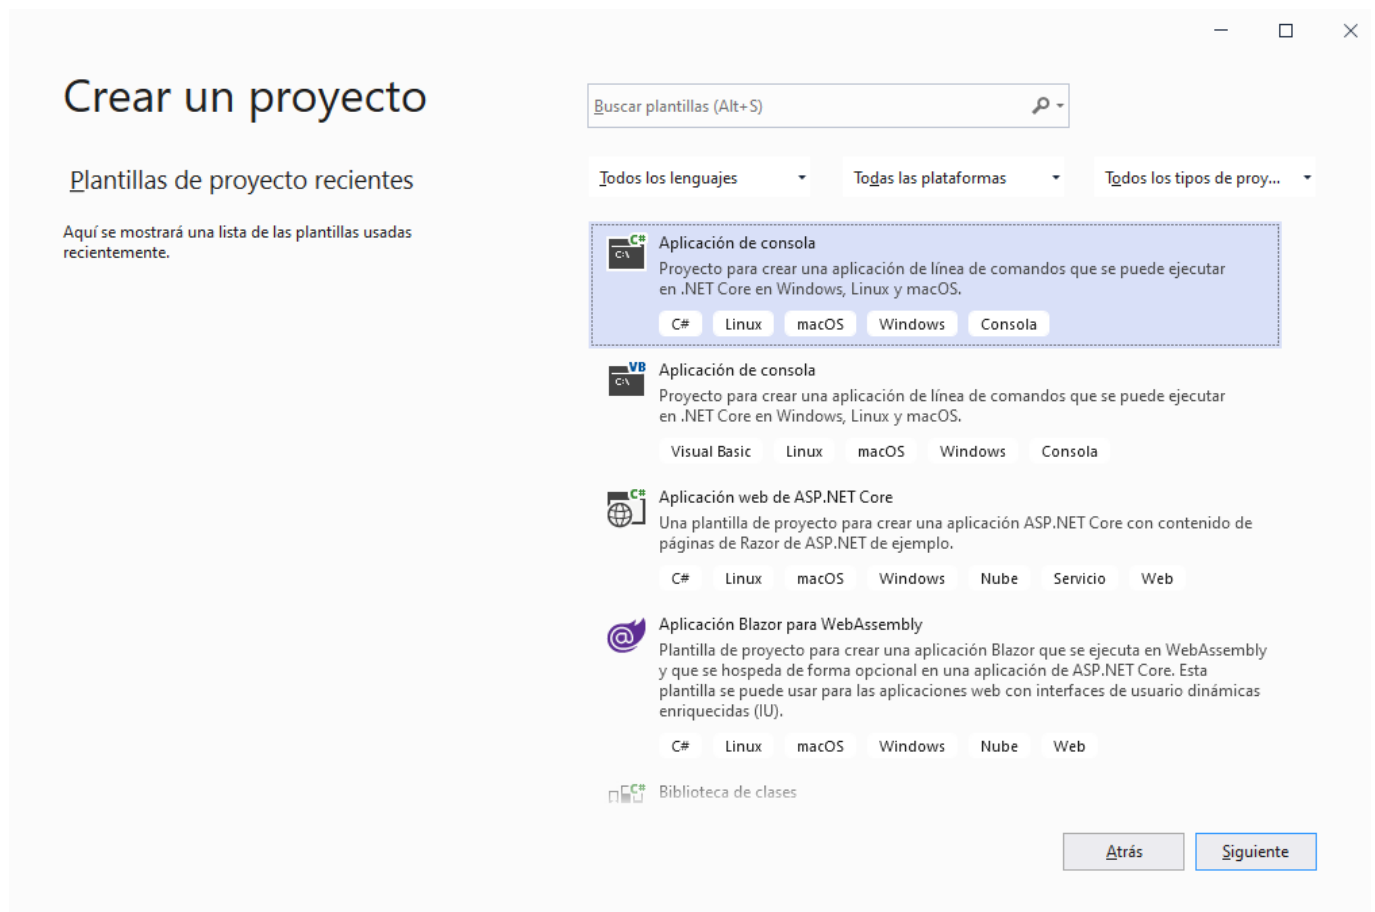 Crear un proyecto
Buscar plantillas (Alt+S)
Plantillas de proyecto recientes
Todos los lenguajes
Todas las plataformas
Todos los tipos de proy...
Aquí se mostrará una lista de las plantillas usadas
recientemente.
C#
C:\
Aplicación de consola
Proyecto para crear una aplicación de línea de comandos que se puede ejecutar
en .NET Core en Windows, Linux y macOS.
C# Linux macOS Windows Consola
VB
C:\
Aplicación de consola
Proyecto para crear una aplicación de línea de comandos que se puede ejecutar
en .NET Core en Windows, Linux y macOS.
Visual Basic Linux macOS Windows Consola
C#
Aplicación web de ASP.NET Core
Una plantilla de proyecto para crear una aplicación ASP.NET Core con contenido de
páginas de Razor de ASP.NET de ejemplo.
C# Linux macOS Windows Nube Servicio Web
@
Aplicación Blazor para WebAssembly
Plantilla de proyecto para crear una aplicación Blazor que se ejecuta en WebAssembly
y que se hospeda de forma opcional en una aplicación de ASP.NET Core. Esta
plantilla se puede usar para las aplicaciones web con interfaces de usuario dinámicas
enriquecidas (IU).
C# Linux macOS Windows Nube Web
C#
Biblioteca de clases
Atrás
Siguiente